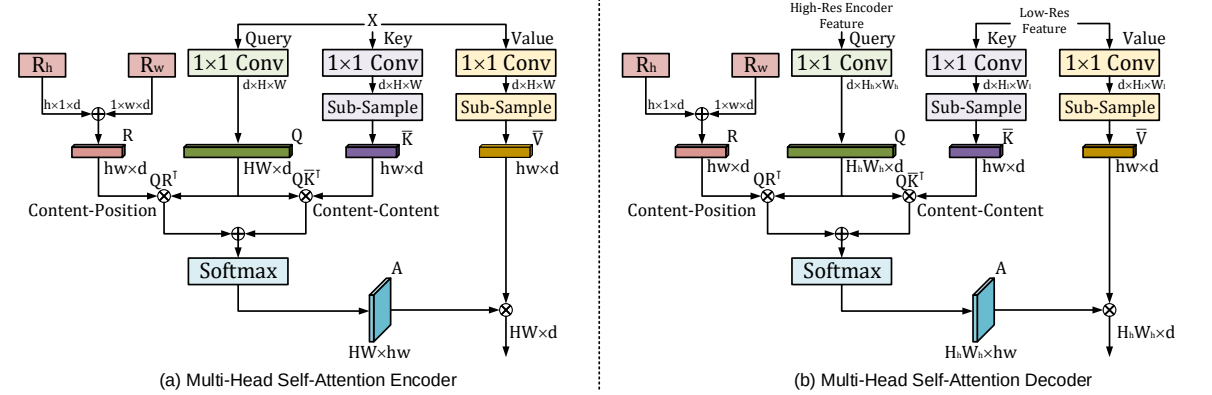 X
Query
Key
Value
Rh
Rw
1×1 Conv
1×1 Conv
1×1 Conv
h×1×d
1×w×d
d×H×W
d×H×W
d×H×W
Sub-Sample
Sub-Sample
R
Q
K̅
V̅
hw×d
HW×d
hw×d
hw×d
QRᵀ
QK̅ᵀ
Content-Position
Content-Content
Softmax
A
HW×hw
HW×d
(a) Multi-Head Self-Attention Encoder
High-Res Encoder
Feature
Low-Res
Feature
Query
Key
Value
Rh
Rw
1×1 Conv
1×1 Conv
1×1 Conv
h×1×d
1×w×d
d×Hₕ×Wₕ
d×Hₗ×Wₗ
d×Hₗ×Wₗ
Sub-Sample
Sub-Sample
R
Q
K̅
V̅
hw×d
HₕWₕ×d
hw×d
hw×d
QRᵀ
QK̅ᵀ
Content-Position
Content-Content
Softmax
A
HₕWₕ×hw
HₕWₕ×d
(b) Multi-Head Self-Attention Decoder